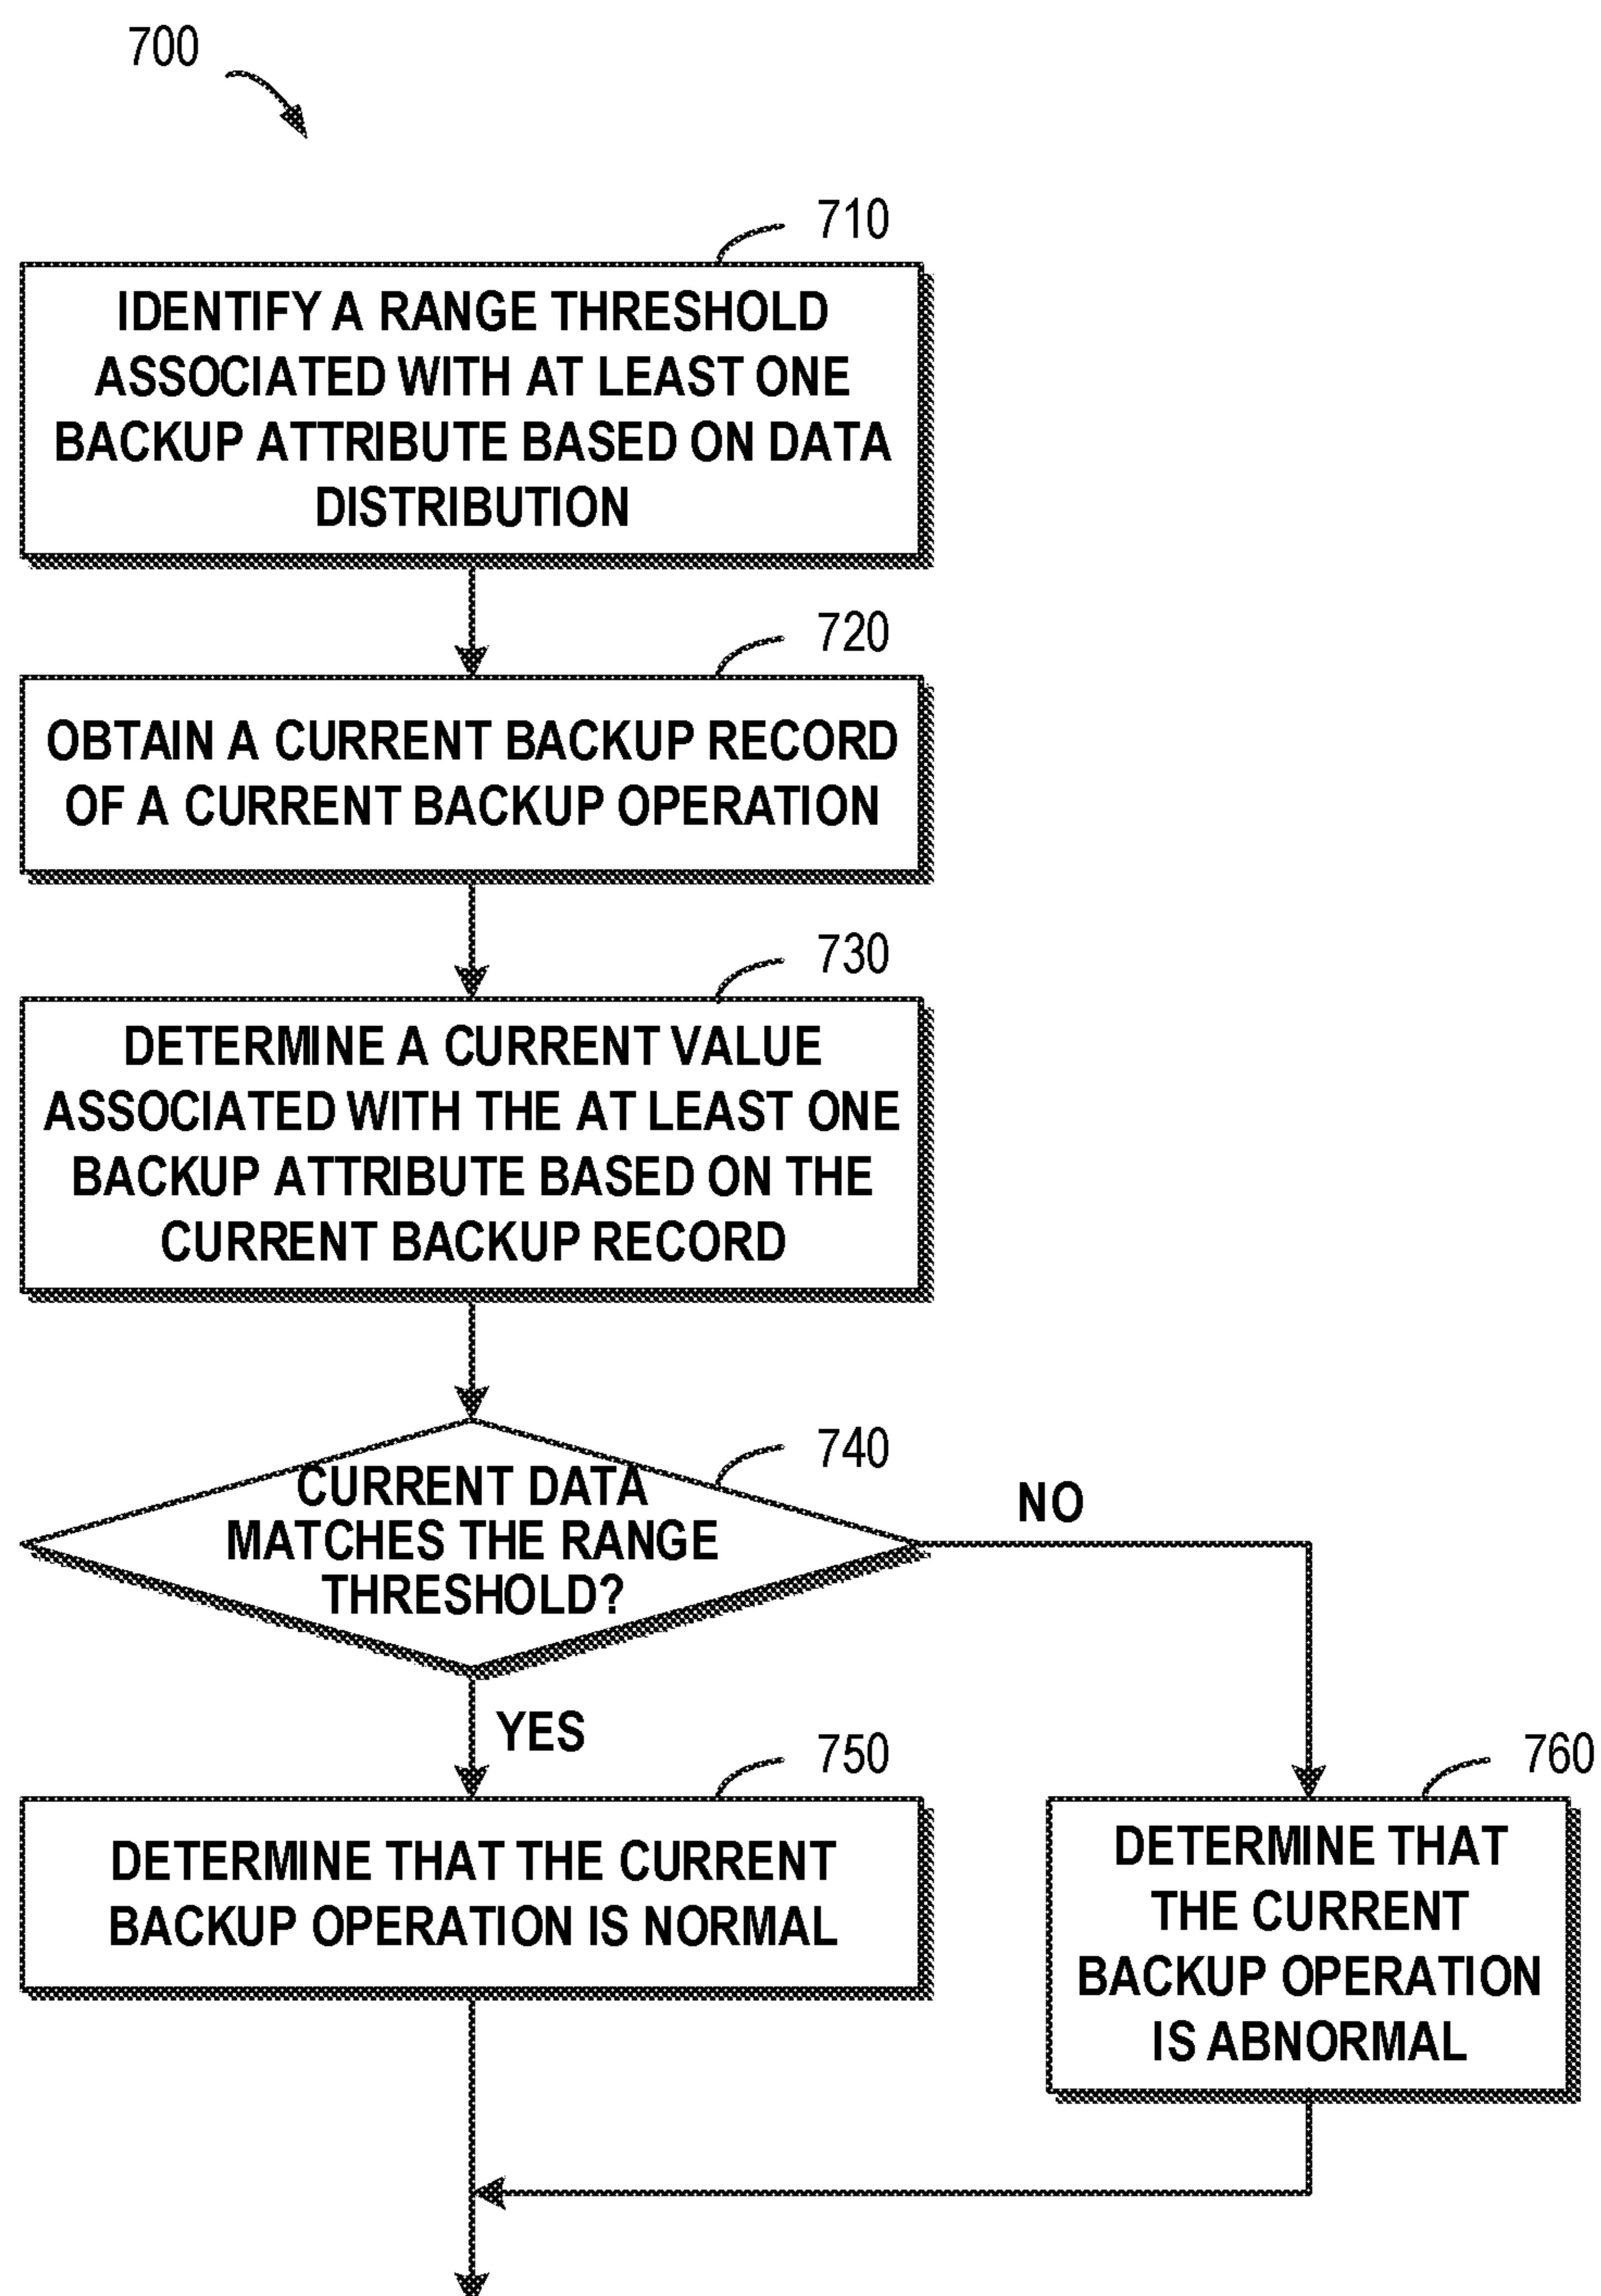 700
710
IDENTIFY A RANGE THRESHOLD
ASSOCIATED WITH AT LEAST ONE
BACKUP ATTRIBUTE BASED ON DATA
DISTRIBUTION
720
OBTAIN A CURRENT BACKUP RECORD
OF A CURRENT BACKUP OPERATION
730
DETERMINE A CURRENT VALUE
ASSOCIATED WITH THE AT LEAST ONE
BACKUP ATTRIBUTE BASED ON THE
CURRENT BACKUP RECORD
740
CURRENT DATA
MATCHES THE RANGE
THRESHOLD?
NO
YES
750
DETERMINE THAT THE CURRENT
BACKUP OPERATION IS NORMAL
760
DETERMINE THAT
THE CURRENT
BACKUP OPERATION
IS ABNORMAL